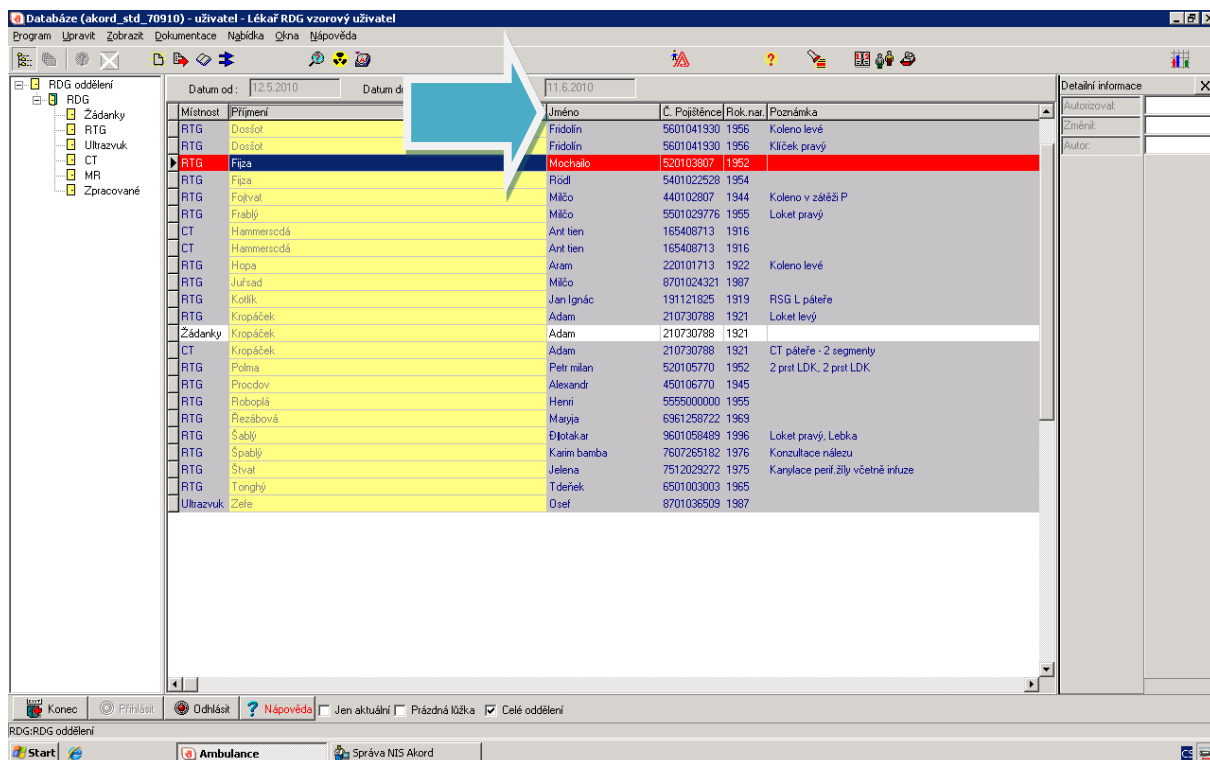 Databáze (akord_std_70910) - uživatel - Lékař RDG vzorový uživatel
Program Upravit Zobrazit Dokumentace Nabídka Okna Nápověda
RDG oddělení
RDG
Žádanky
RTG
Ultrazvuk
CT
MR
Zpracované
Datum od : 12.5.2010 Datum do 11.6.2010
Místnost Příjmení Jméno Č. Pojištěnce Rok.nar. Poznámka
RTG Dosšot Fridolín 5601041930 1956 Koleno levé
RTG Dosšot Fridolín 5601041930 1956 Klíček pravý
RTG Fijza Mochailo 520103807 1952
RTG Fijza Rödl 5401022528 1954
RTG Fojtvat Milčo 440102807 1944 Koleno v zátěži P
RTG Frablý Milčo 5501029776 1955 Loket pravý
CT Hammerscdá Ant tien 165408713 1916
CT Hammerscdá Ant tien 165408713 1916
RTG Hopa Aram 220101713 1922 Koleno levé
RTG Juřsad Milčo 8701024321 1987
RTG Kotlík Jan Ignác 191121825 1919 RSG L páteře
RTG Kropáček Adam 210730788 1921 Loket levý
Žádanky Kropáček Adam 210730788 1921
CT Kropáček Adam 210730788 1921 CT páteře - 2 segmenty
RTG Polma Petr milan 520105770 1952 2 prst LDK, 2 prst LDK
RTG Procdov Alexandr 450106770 1945
RTG Roboplá Henri 5555000000 1955
RTG Řezábová Maryja 6961258722 1969
RTG Šablý Địotakar 9601058489 1996 Loket pravý, Lebka
RTG Špablý Karim bamba 7607265182 1976 Konzultace nálezu
RTG Štvat Jelena 7512029272 1975 Kanylace perif.žíly včetně infuze
RTG Tonghý Tdeňek 6501003003 1965
Ultrazvuk Zefe Osef 8701036509 1987
Detailní informace
Autorizoval:
Změnil:
Autor:
Konec Přihlásit Odhlásit Nápověda Jen aktuální Prázdná lůžka Celé oddělení
RDG:RDG oddělení
Start Ambulance Správa NIS Akord CS